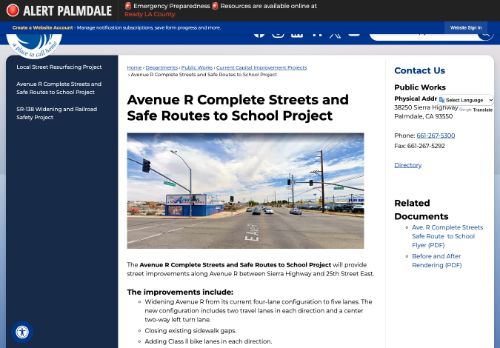 ALERT PALMDALE
🚨 Emergency Preparedness 🚨 Resources are available online at
Ready LA County.
Create a Website Account - Manage notification subscriptions, save form progress and more.
Website Sign In
a place to call home
Local Street Resurfacing Project
Avenue R Complete Streets and
Safe Routes to School Project
SR-138 Widening and Railroad
Safety Project
Home › Departments › Public Works › Current Capital Improvement Projects
› Avenue R Complete Streets and Safe Routes to School Project
Avenue R Complete Streets and
Safe Routes to School Project
The Avenue R Complete Streets and Safe Routes to School Project will provide
street improvements along Avenue R between Sierra Highway and 25th Street East.
The improvements include:
Widening Avenue R from its current four-lane configuration to five lanes. The
new configuration includes two travel lanes in each direction and a center
two-way left turn lane.
Closing existing sidewalk gaps.
Adding Class II bike lanes in each direction.
Contact Us
Public Works
Physical Addr
Select Language
38250 Sierra Highway
Google Translate
Palmdale, CA 93550
Phone: 661-267-5300
Fax: 661-267-5292
Directory
Related
Documents
Ave. R Complete Streets
Safe Route to School
Flyer (PDF)
Before and After
Rendering (PDF)